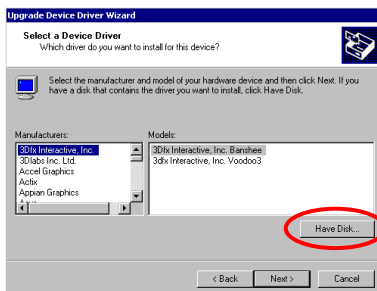 Upgrade Device Driver Wizard
Select a Device Driver
Which driver do you want to install for this device?
Select the manufacturer and model of your hardware device and then click Next. If you
have a disk that contains the driver you want to install, click Have Disk.
Manufacturers:
Models:
3Dfx Interactive, Inc.
3Dlabs Inc. Ltd.
Accel Graphics
Actix
Appian Graphics
3Dfx Interactive, Inc. Banshee
3dfx Interactive, Inc. Voodoo3
Have Disk...
< Back
Next >
Cancel